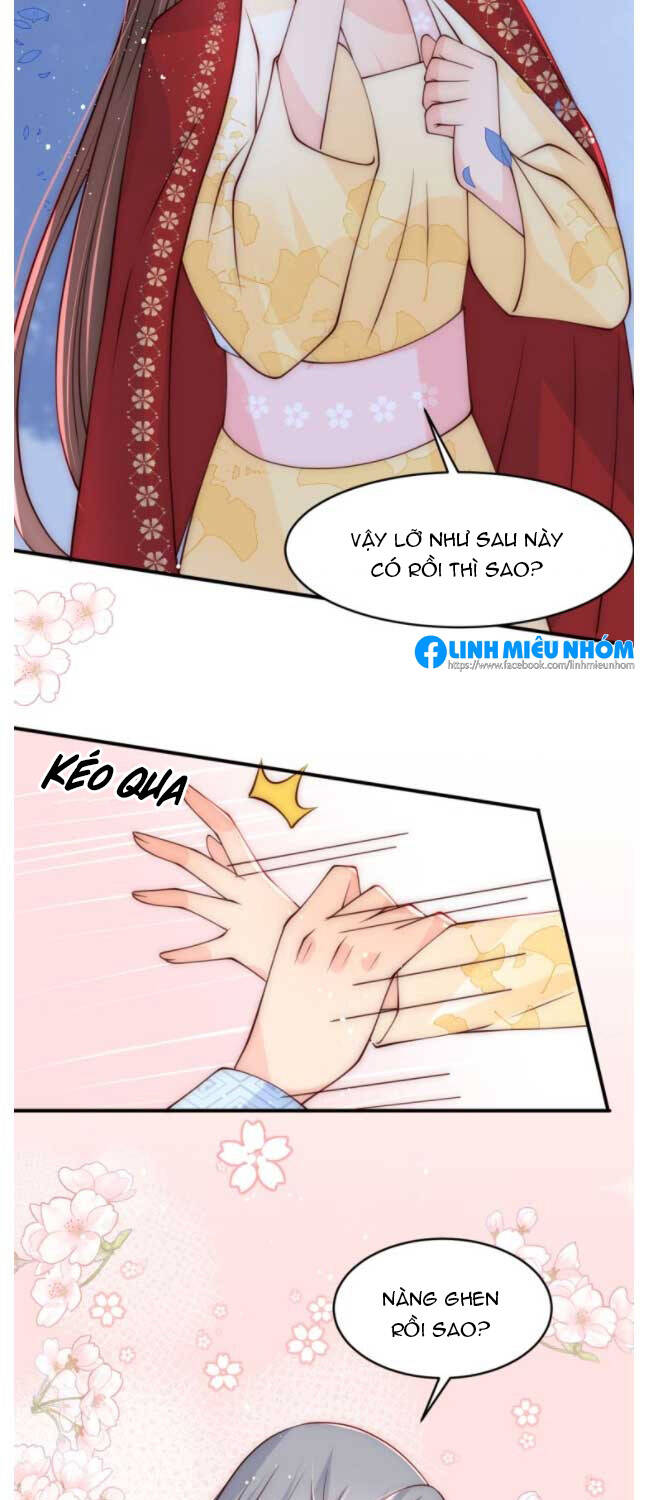 VẬY LỠ NHƯ SAU NÀY
CÓ RỒI THÌ SAO?
LINH MIÊU NHÓM
https://www.facebook.com/linhmieunhom
KÉO QUA
NÀNG GHEN
RỒI SAO?